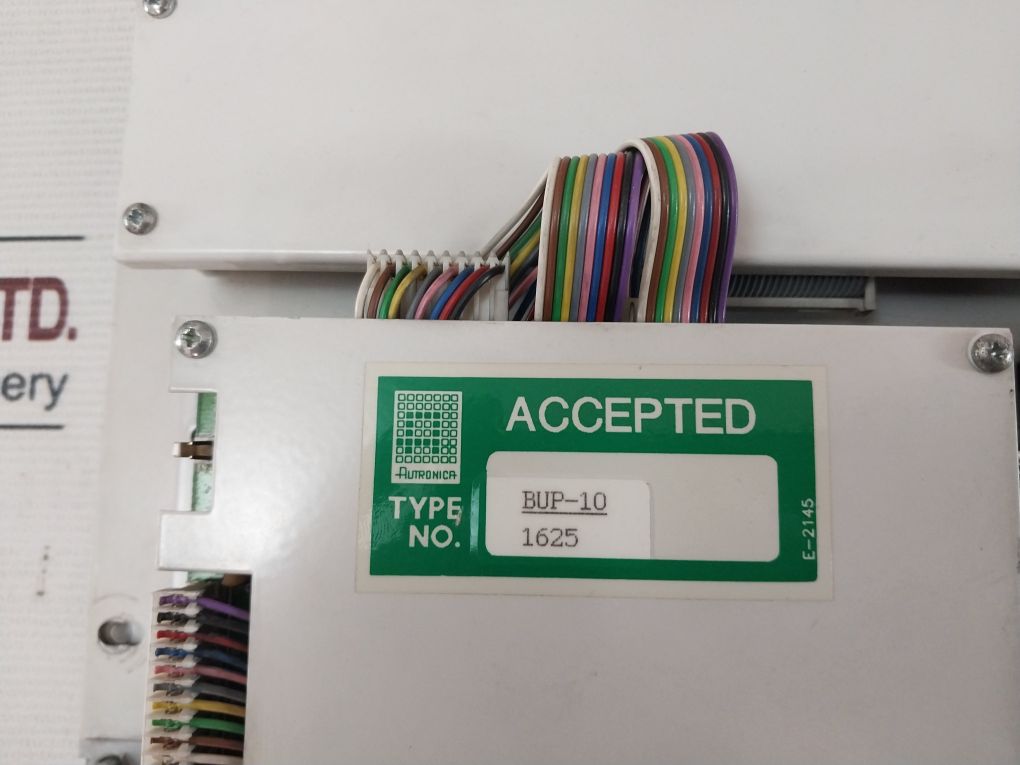 TD.
ery
ACCEPTED
AUTRONICA
TYPE
NO.
BUP-10
1625
E-2145